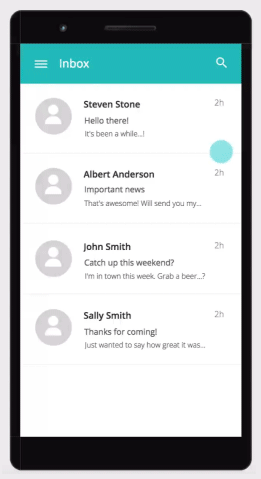 Inbox
Steven Stone 2h
Hello there!
It's been a while...!
Albert Anderson 2h
Important news
That's awesome! Will send you my...
John Smith 2h
Catch up this weekend?
I'm in town this week. Grab a beer...?
Sally Smith 2h
Thanks for coming!
Just wanted to say how great it was...